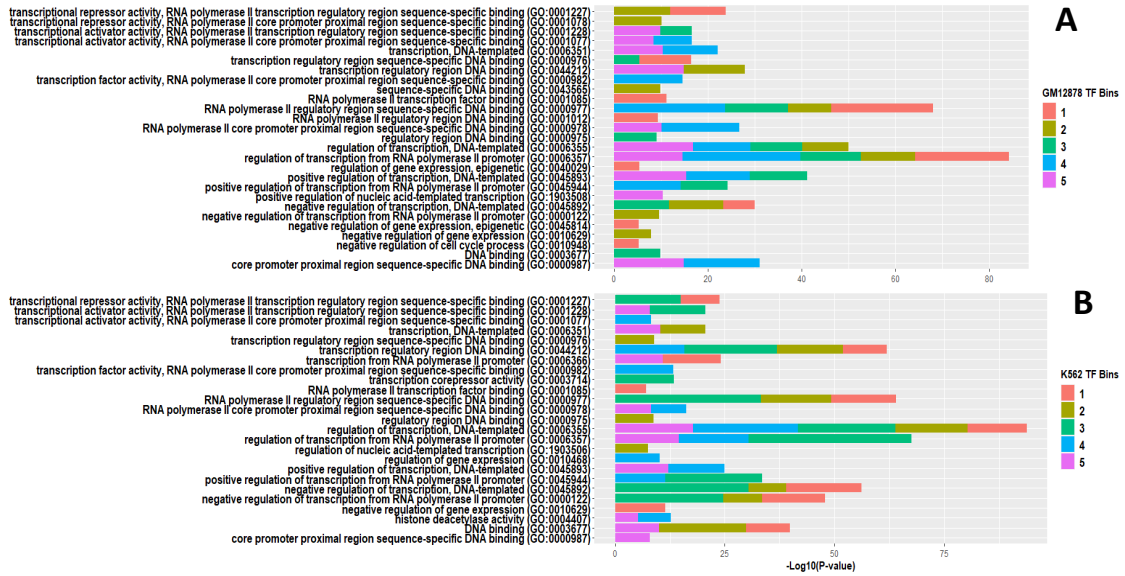 A
transcriptional repressor activity, RNA polymerase II transcription regulatory region sequence-specific binding (GO:0001227)
transcriptional repressor activity, RNA polymerase II core promoter proximal region sequence-specific binding (GO:0001078)
transcriptional activator activity, RNA polymerase II transcription regulatory region sequence-specific binding (GO:0001228)
transcriptional activator activity, RNA polymerase II core promoter proximal region sequence-specific binding (GO:0001077)
transcription, DNA-templated (GO:0006351)
transcription regulatory region sequence-specific DNA binding (GO:0000976)
transcription regulatory region DNA binding (GO:0044212)
transcription factor activity, RNA polymerase II core promoter proximal region sequence-specific binding (GO:0000982)
sequence-specific DNA binding (GO:0043565)
RNA polymerase II transcription factor binding (GO:0001085)
RNA polymerase II regulatory region sequence-specific DNA binding (GO:0000977)
RNA polymerase II regulatory region DNA binding (GO:0001012)
RNA polymerase II core promoter proximal region sequence-specific DNA binding (GO:0000978)
regulatory region DNA binding (GO:0000975)
regulation of transcription, DNA-templated (GO:0006355)
regulation of transcription from RNA polymerase II promoter (GO:0006357)
regulation of gene expression, epigenetic (GO:0040029)
positive regulation of transcription, DNA-templated (GO:0045893)
positive regulation of transcription from RNA polymerase II promoter (GO:0045944)
positive regulation of nucleic acid-templated transcription (GO:1903508)
negative regulation of transcription, DNA-templated (GO:0045892)
negative regulation of transcription from RNA polymerase II promoter (GO:0000122)
negative regulation of gene expression, epigenetic (GO:0045814)
negative regulation of gene expression (GO:0010629)
negative regulation of cell cycle process (GO:0010948)
DNA binding (GO:0003677)
core promoter proximal region sequence-specific DNA binding (GO:0000987)
0 20 40 60 80
GM12878 TF Bins
1
2
3
4
5
B
transcriptional repressor activity, RNA polymerase II transcription regulatory region sequence-specific binding (GO:0001227)
transcriptional activator activity, RNA polymerase II transcription regulatory region sequence-specific binding (GO:0001228)
transcriptional activator activity, RNA polymerase II core promoter proximal region sequence-specific binding (GO:0001077)
transcription, DNA-templated (GO:0006351)
transcription regulatory region sequence-specific DNA binding (GO:0000976)
transcription regulatory region DNA binding (GO:0044212)
transcription from RNA polymerase II promoter (GO:0006366)
transcription factor activity, RNA polymerase II core promoter proximal region sequence-specific binding (GO:0000982)
transcription corepressor activity (GO:0003714)
RNA polymerase II transcription factor binding (GO:0001085)
RNA polymerase II regulatory region sequence-specific DNA binding (GO:0000977)
RNA polymerase II core promoter proximal region sequence-specific DNA binding (GO:0000978)
regulatory region DNA binding (GO:0000975)
regulation of transcription, DNA-templated (GO:0006355)
regulation of transcription from RNA polymerase II promoter (GO:0006357)
regulation of nucleic acid-templated transcription (GO:1903506)
regulation of gene expression (GO:0010468)
positive regulation of transcription, DNA-templated (GO:0045893)
positive regulation of transcription from RNA polymerase II promoter (GO:0045944)
negative regulation of transcription, DNA-templated (GO:0045892)
negative regulation of transcription from RNA polymerase II promoter (GO:0000122)
negative regulation of gene expression (GO:0010629)
histone deacetylase activity (GO:0004407)
DNA binding (GO:0003677)
core promoter proximal region sequence-specific DNA binding (GO:0000987)
0 25 50 75
-Log10(P-value)
K562 TF Bins
1
2
3
4
5